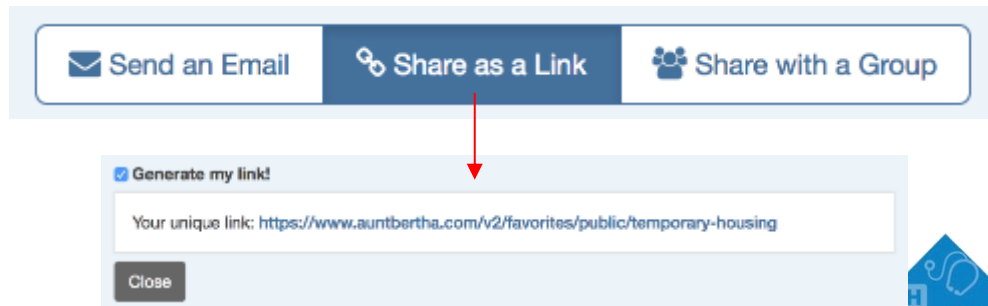 Send an Email
Share as a Link
Share with a Group
Generate my link!
Your unique link: https://www.auntbertha.com/v2/favorites/public/temporary-housing
Close
H